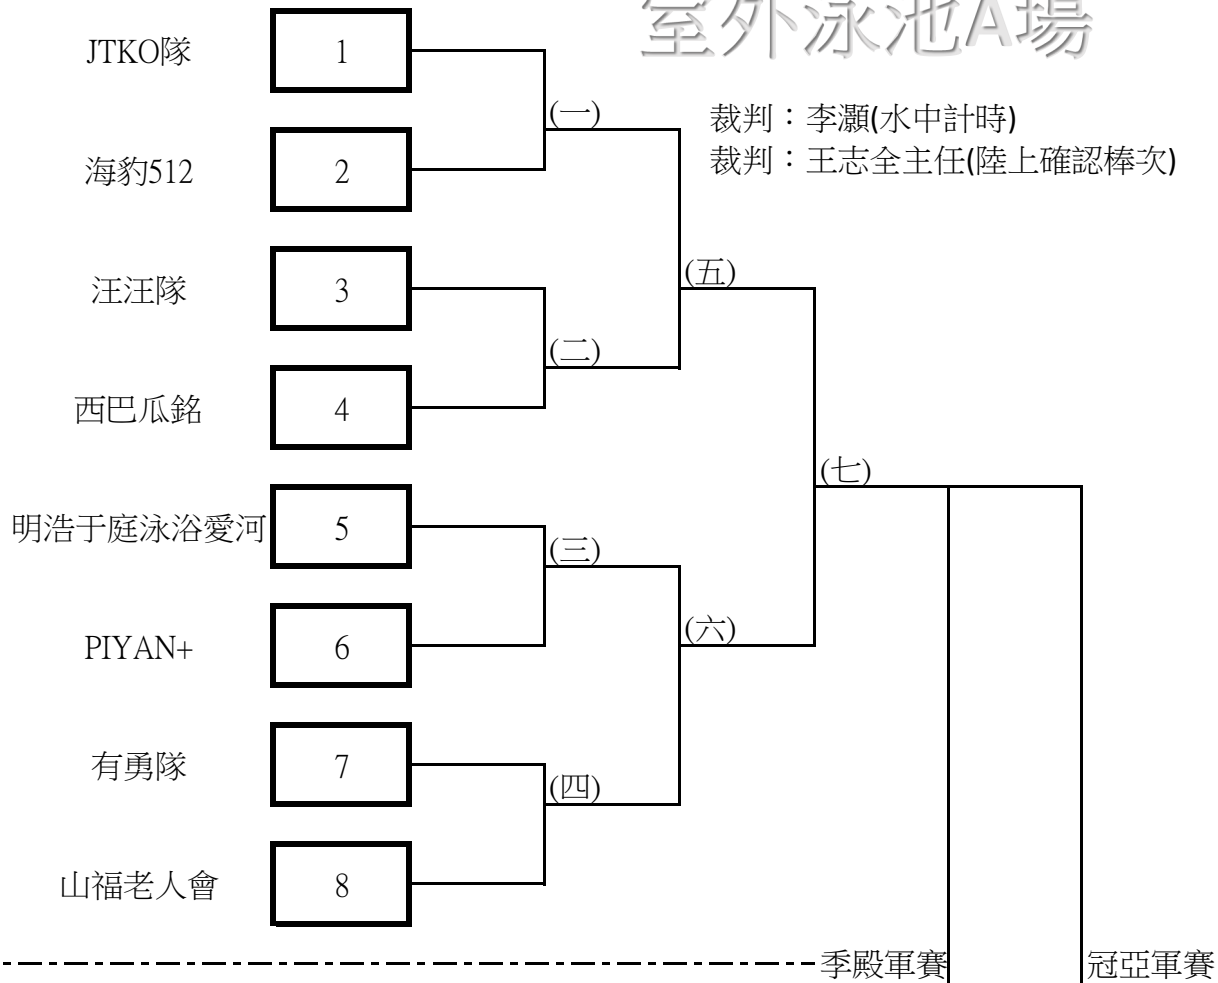 室外泳池A場
裁判：李灝(水中計時)
裁判：王志全主任(陸上確認棒次)
JTKO隊 1
(一)
海豹512 2
(五)
汪汪隊 3
(二)
西巴瓜銘 4
(七)
明浩于庭泳浴愛河 5
(三)
PIYAN+ 6
(六)
有勇隊 7
(四)
山福老人會 8
季殿軍賽 冠亞軍賽